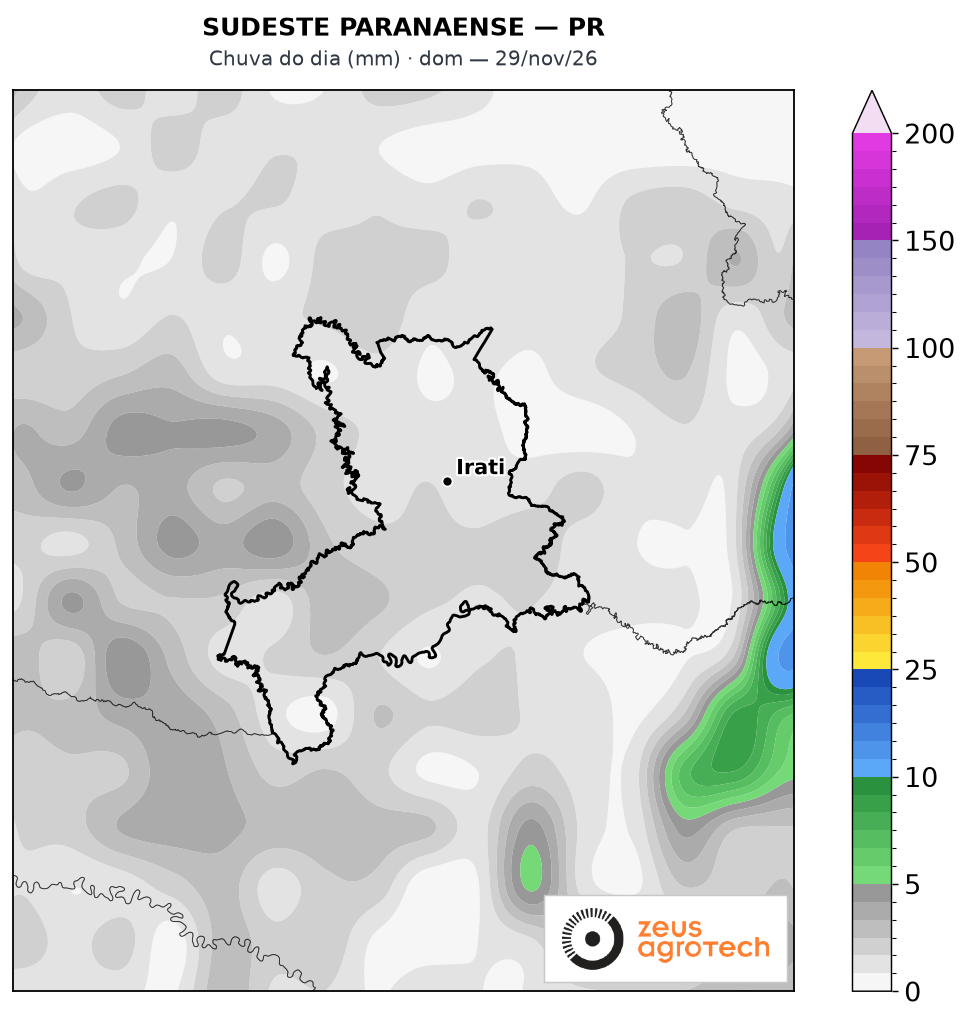 SUDESTE PARANAENSE — PR
Chuva do dia (mm) · dom — 29/nov/26
200
150
100
75
50
25
10
5
0
Irati
zeus
agrotech